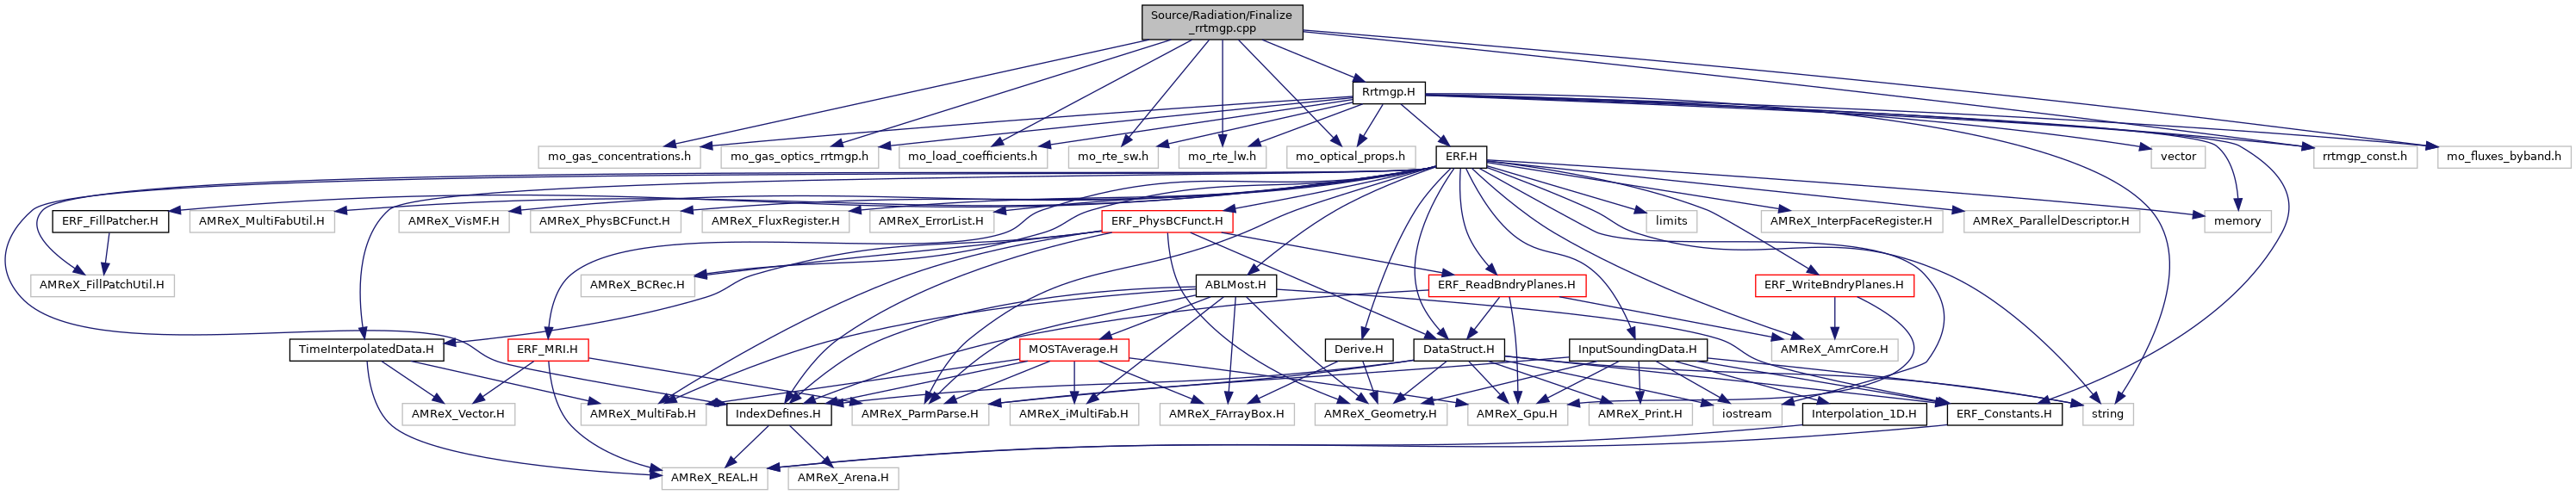 Source/Radiation/Finalize
_rrtmgp.cpp
Rrtmgp.H
mo_gas_concentrations.h
mo_gas_optics_rrtmgp.h
mo_load_coefficients.h
mo_rte_sw.h
mo_rte_lw.h
mo_optical_props.h
ERF.H
vector
rrtmgp_const.h
mo_fluxes_byband.h
ERF_FillPatcher.H
AMReX_MultiFabUtil.H
AMReX_VisMF.H
AMReX_PhysBCFunct.H
AMReX_FluxRegister.H
AMReX_ErrorList.H
ERF_PhysBCFunct.H
limits
AMReX_InterpFaceRegister.H
AMReX_ParallelDescriptor.H
memory
AMReX_FillPatchUtil.H
AMReX_BCRec.H
ABLMost.H
ERF_ReadBndryPlanes.H
ERF_WriteBndryPlanes.H
TimeInterpolatedData.H
ERF_MRI.H
MOSTAverage.H
Derive.H
DataStruct.H
InputSoundingData.H
AMReX_AmrCore.H
AMReX_Vector.H
AMReX_MultiFab.H
IndexDefines.H
AMReX_ParmParse.H
AMReX_iMultiFab.H
AMReX_FArrayBox.H
AMReX_Geometry.H
AMReX_Gpu.H
AMReX_Print.H
iostream
Interpolation_1D.H
ERF_Constants.H
string
AMReX_REAL.H
AMReX_Arena.H